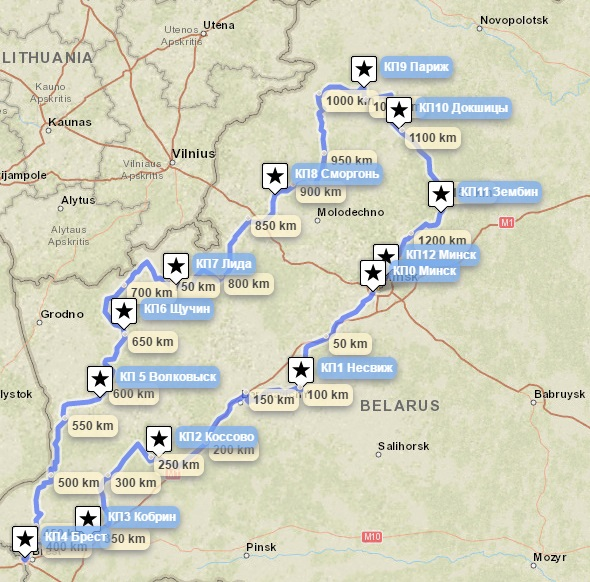 Novopolotsk
Utenos
Apskritis
Utena
LITHUANIA
КП9 Париж
Kauno
Apskritis
1000 km
КП10 Докшицы
Kaunas
1100 km
Vilnius
Vilniaus
Apskritis
950 km
КП8 Сморгонь
900 km
КП11 Зембин
Alytus
Molodechno
Alytaus
Apskritis
850 km
M1
1200 km
КП12 Минск
КП7 Лида
КП0 Минск
700 km
50 km
800 km
КП6 Щучин
Grodno
650 km
50 km
КП1 Несвиж
КП 5 Волковыск
600 km
150 km
100 km
BELARUS
Babruysk
550 km
КП2 Коссово
200 km
Salihorsk
250 km
500 km
300 km
КП3 Кобрин
КП4 Брест
50 km
400 km
M10
Pinsk
Mozyr